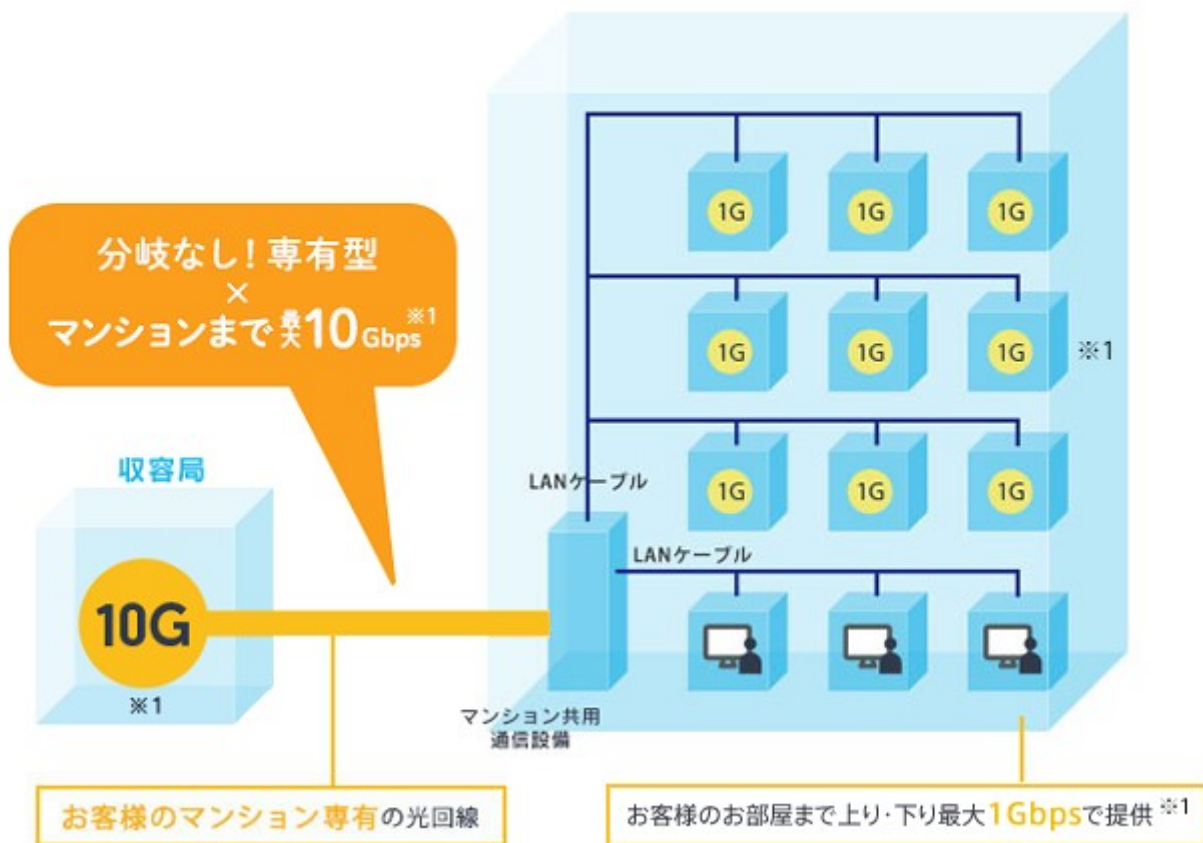 分岐なし！専有型
×
マンションまで最大10Gbps※1
収容局
10G
※1
1G 1G 1G
1G 1G 1G
※1
1G 1G 1G
LANケーブル
LANケーブル
マンション共用
通信設備
お客様のマンション専有の光回線
お客様のお部屋まで上り・下り最大1Gbpsで提供※1